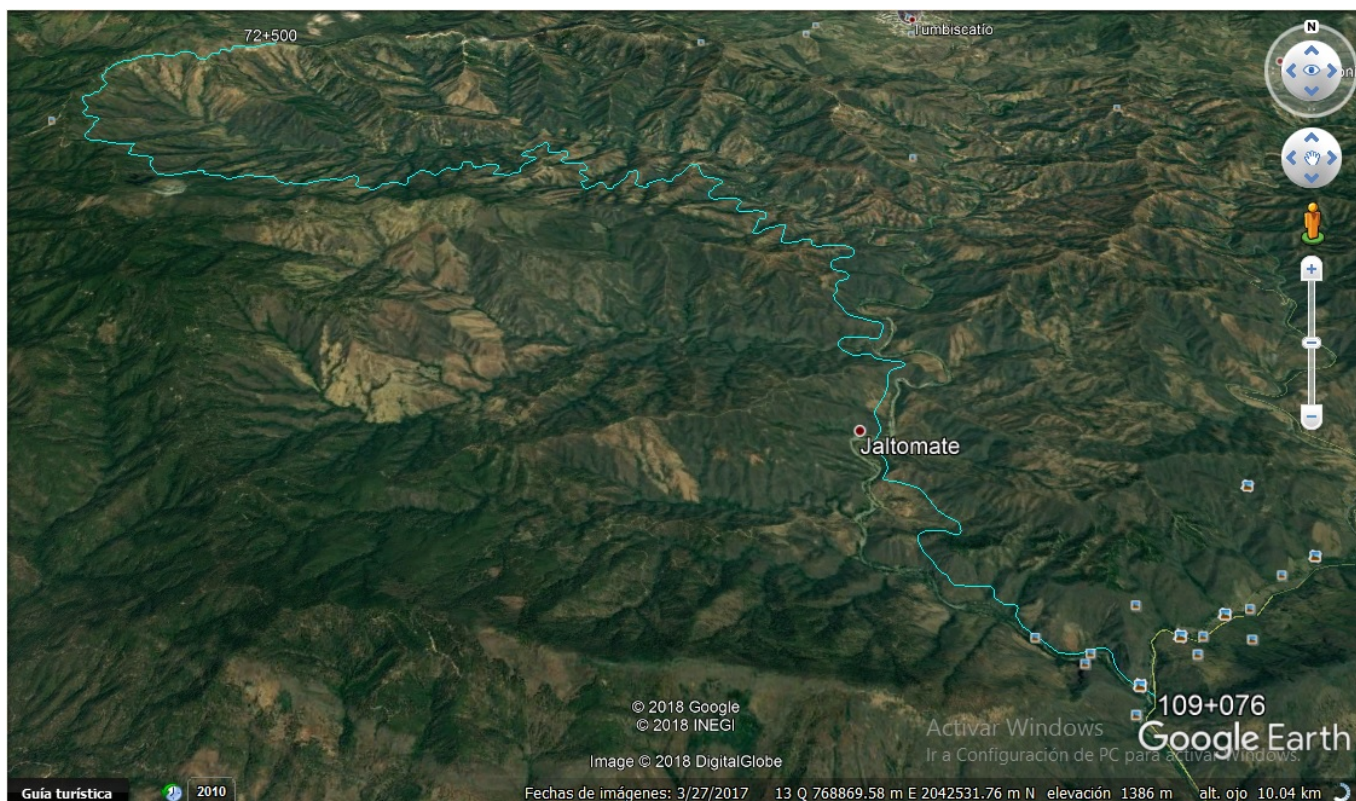 72+500
Tumbiscatío
N
Jaltomate
109+076
© 2018 Google
© 2018 INEGI
Activar Windows
Google Earth
Ir a Configuración de PC para activar Windows.
Image © 2018 DigitalGlobe
Guía turística
2010
Fechas de imágenes: 3/27/2017 13 Q 768869.58 m E 2042531.76 m N elevación 1386 m alt. ojo 10.04 km